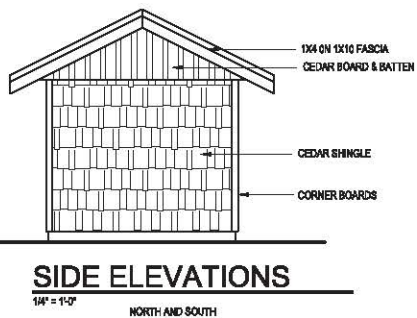 1X4 ON 1X10 FASCIA
CEDAR BOARD & BATTEN
CEDAR SHINGLE
CORNER BOARDS
SIDE ELEVATIONS
1/4" = 1'-0"
NORTH AND SOUTH